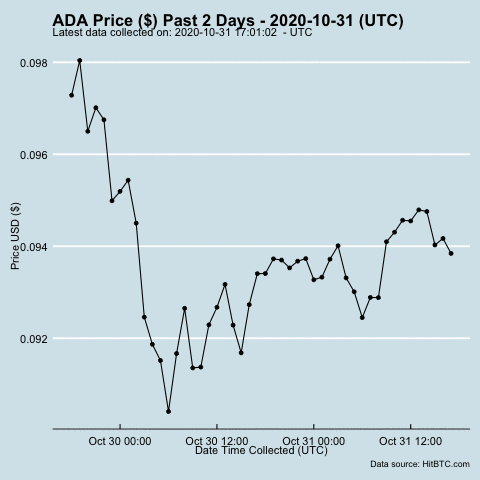 ADA Price ($) Past 2 Days - 2020-10-31 (UTC)
Latest data collected on: 2020-10-31 17:01:02 - UTC
0.098
0.096
0.094
0.092
Price USD ($)
Oct 30 00:00 Oct 30 12:00 Oct 31 00:00 Oct 31 12:00
Date Time Collected (UTC)
Data source: HitBTC.com